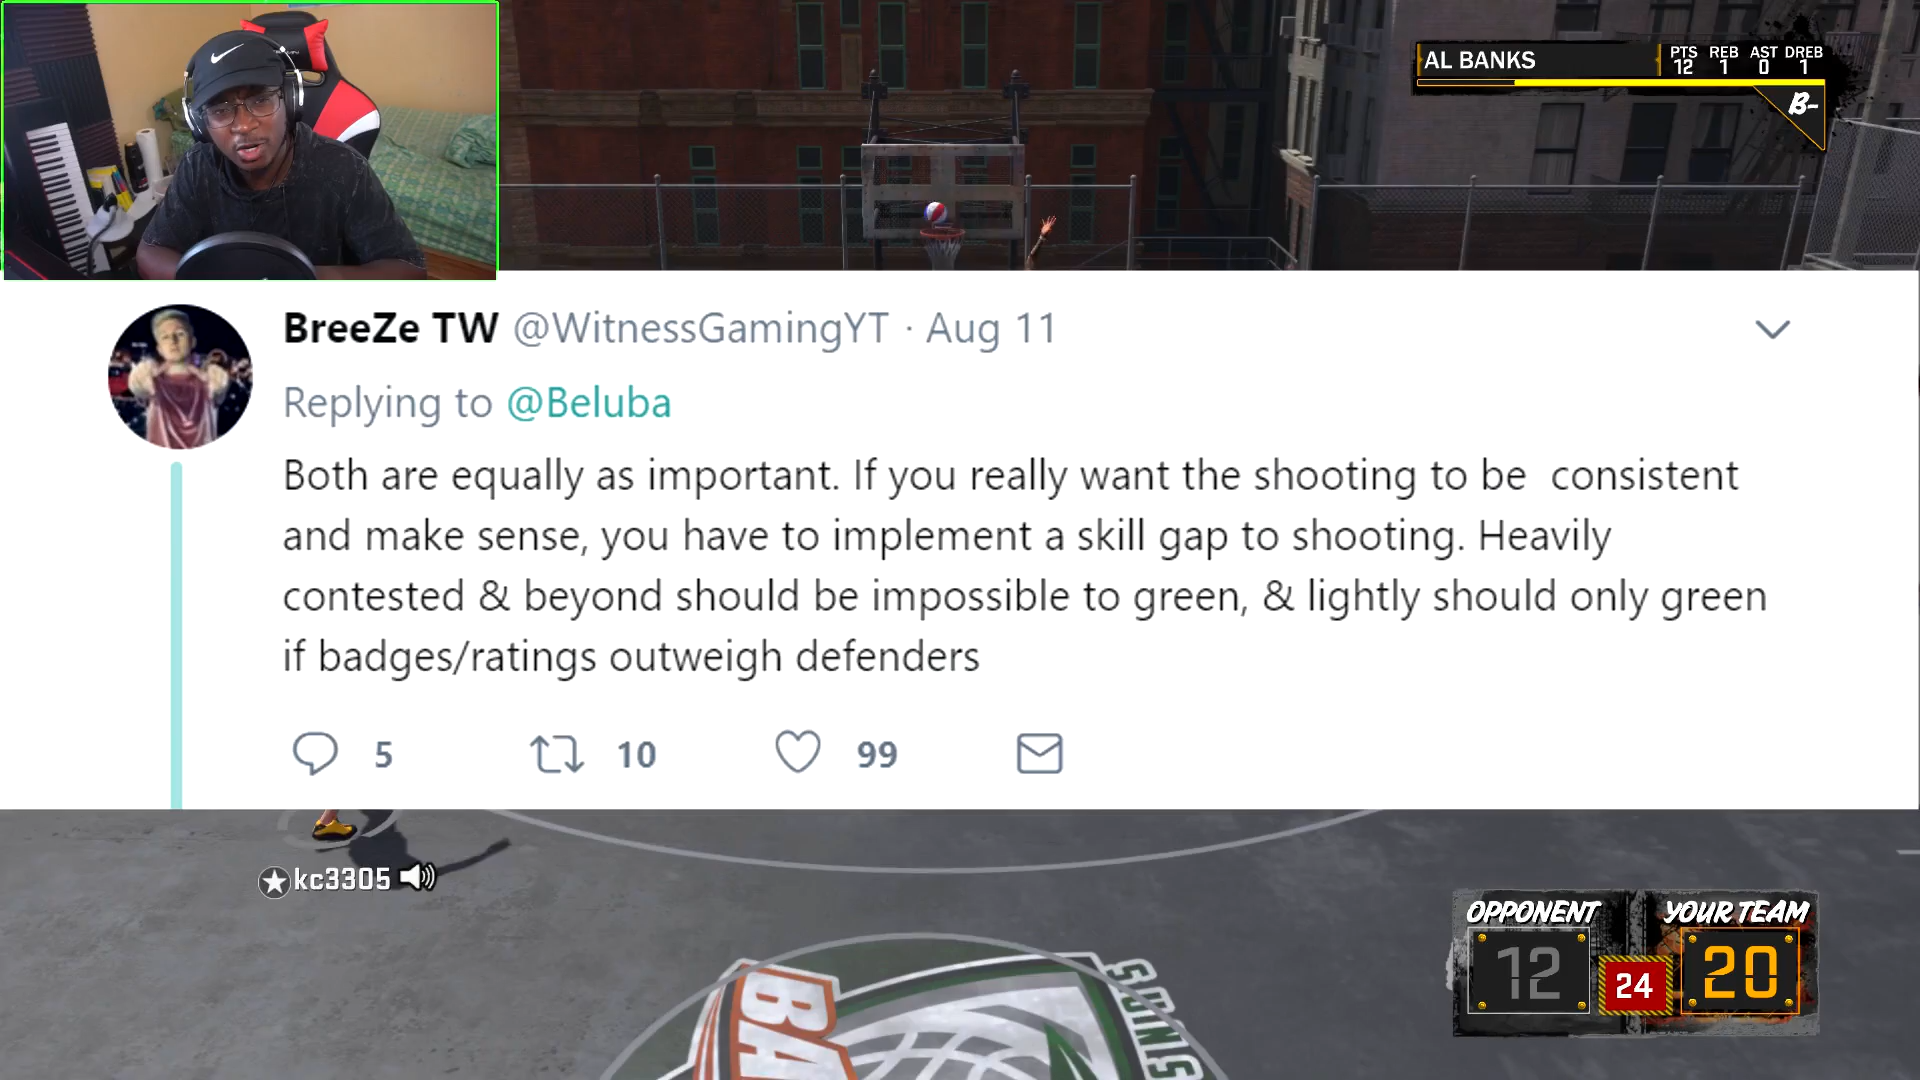 AL BANKS
PTS REB AST DREB
12 1 0 1
B-
BreeZe TW @WitnessGamingYT · Aug 11
Replying to @Beluba
Both are equally as important. If you really want the shooting to be consistent
and make sense, you have to implement a skill gap to shooting. Heavily
contested & beyond should be impossible to green, & lightly should only green
if badges/ratings outweigh defenders
5 10 99
kc3305
OPPONENT YOUR TEAM
12 24 20
BA